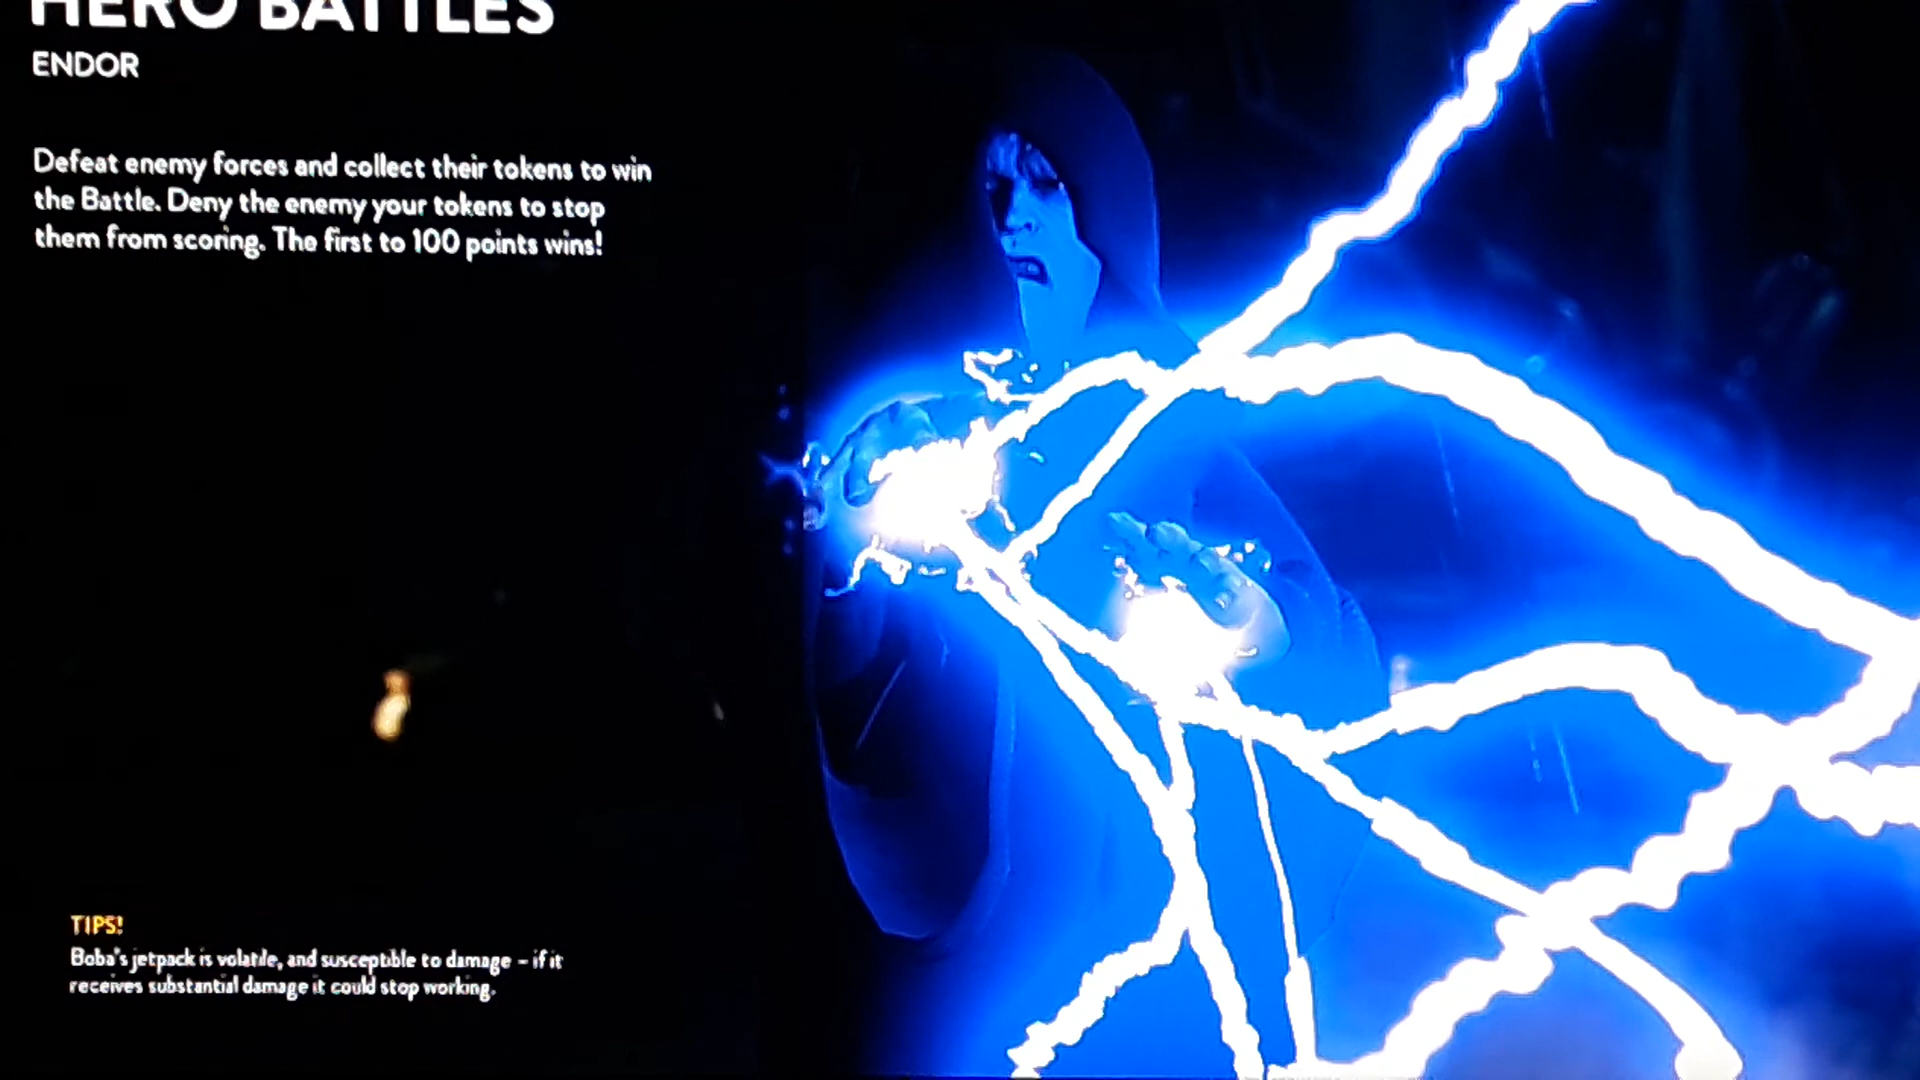 HERO BATTLES
ENDOR
Defeat enemy forces and collect their tokens to win
the Battle. Deny the enemy your tokens to stop
them from scoring. The first to 100 points wins!
TIPS!
Boba's jetpack is volatile, and susceptible to damage – if it
receives substantial damage it could stop working.